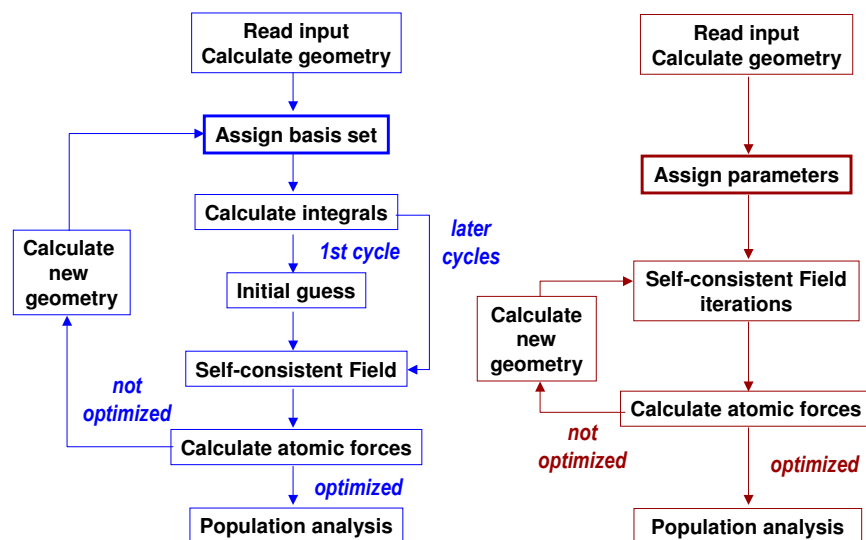 Read input
Calculate geometry
Assign basis set
Calculate integrals
1st cycle
later
cycles
Calculate
new
geometry
Initial guess
Self-consistent Field
not
optimized
Calculate atomic forces
optimized
Population analysis
Read input
Calculate geometry
Assign parameters
Self-consistent Field
iterations
Calculate
new
geometry
Calculate atomic forces
not
optimized
optimized
Population analysis